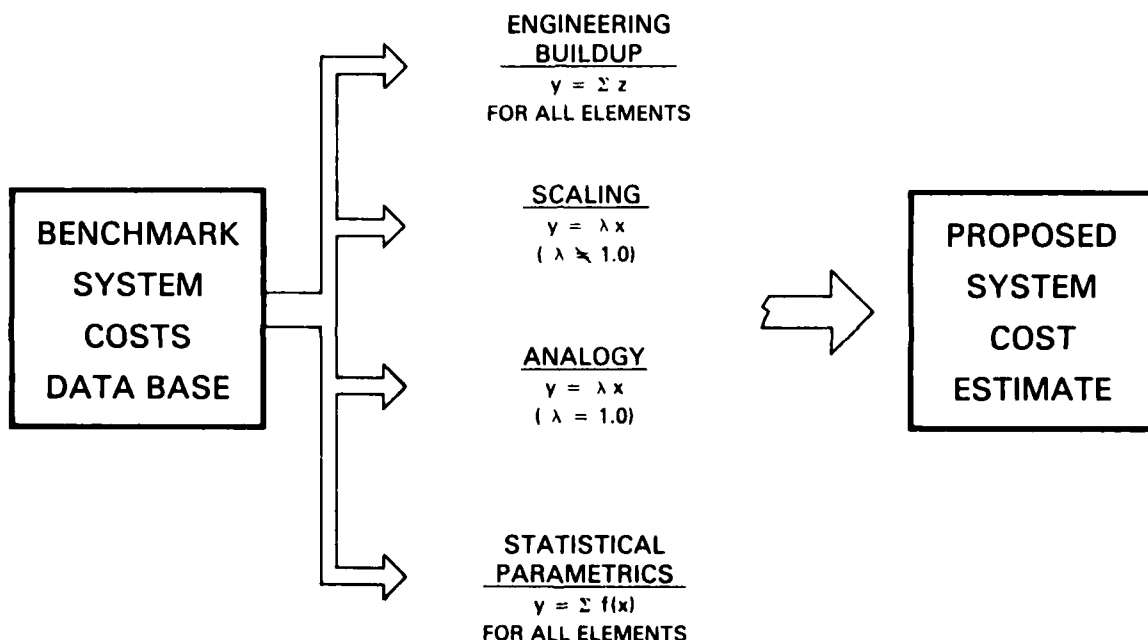 BENCHMARK
SYSTEM
COSTS
DATA BASE
ENGINEERING
BUILDUP
y = Σ z
FOR ALL ELEMENTS
SCALING
y = λ x
( λ ≒ 1.0)
ANALOGY
y = λ x
( λ = 1.0)
STATISTICAL
PARAMETRICS
y = Σ f(x)
FOR ALL ELEMENTS
PROPOSED
SYSTEM
COST
ESTIMATE